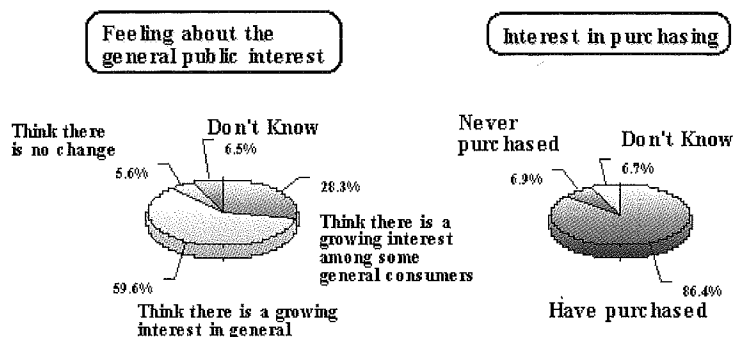 Feeling about the
general public interest
Interest in purchasing
Think there
is no change
5.6%
Don't Know
6.5%
28.3%
Think there is a
growing interest
among some
general consumers
59.6%
Think there is a growing
interest in general
Never
purchased
6.9%
Don't Know
6.7%
86.4%
Have purchased